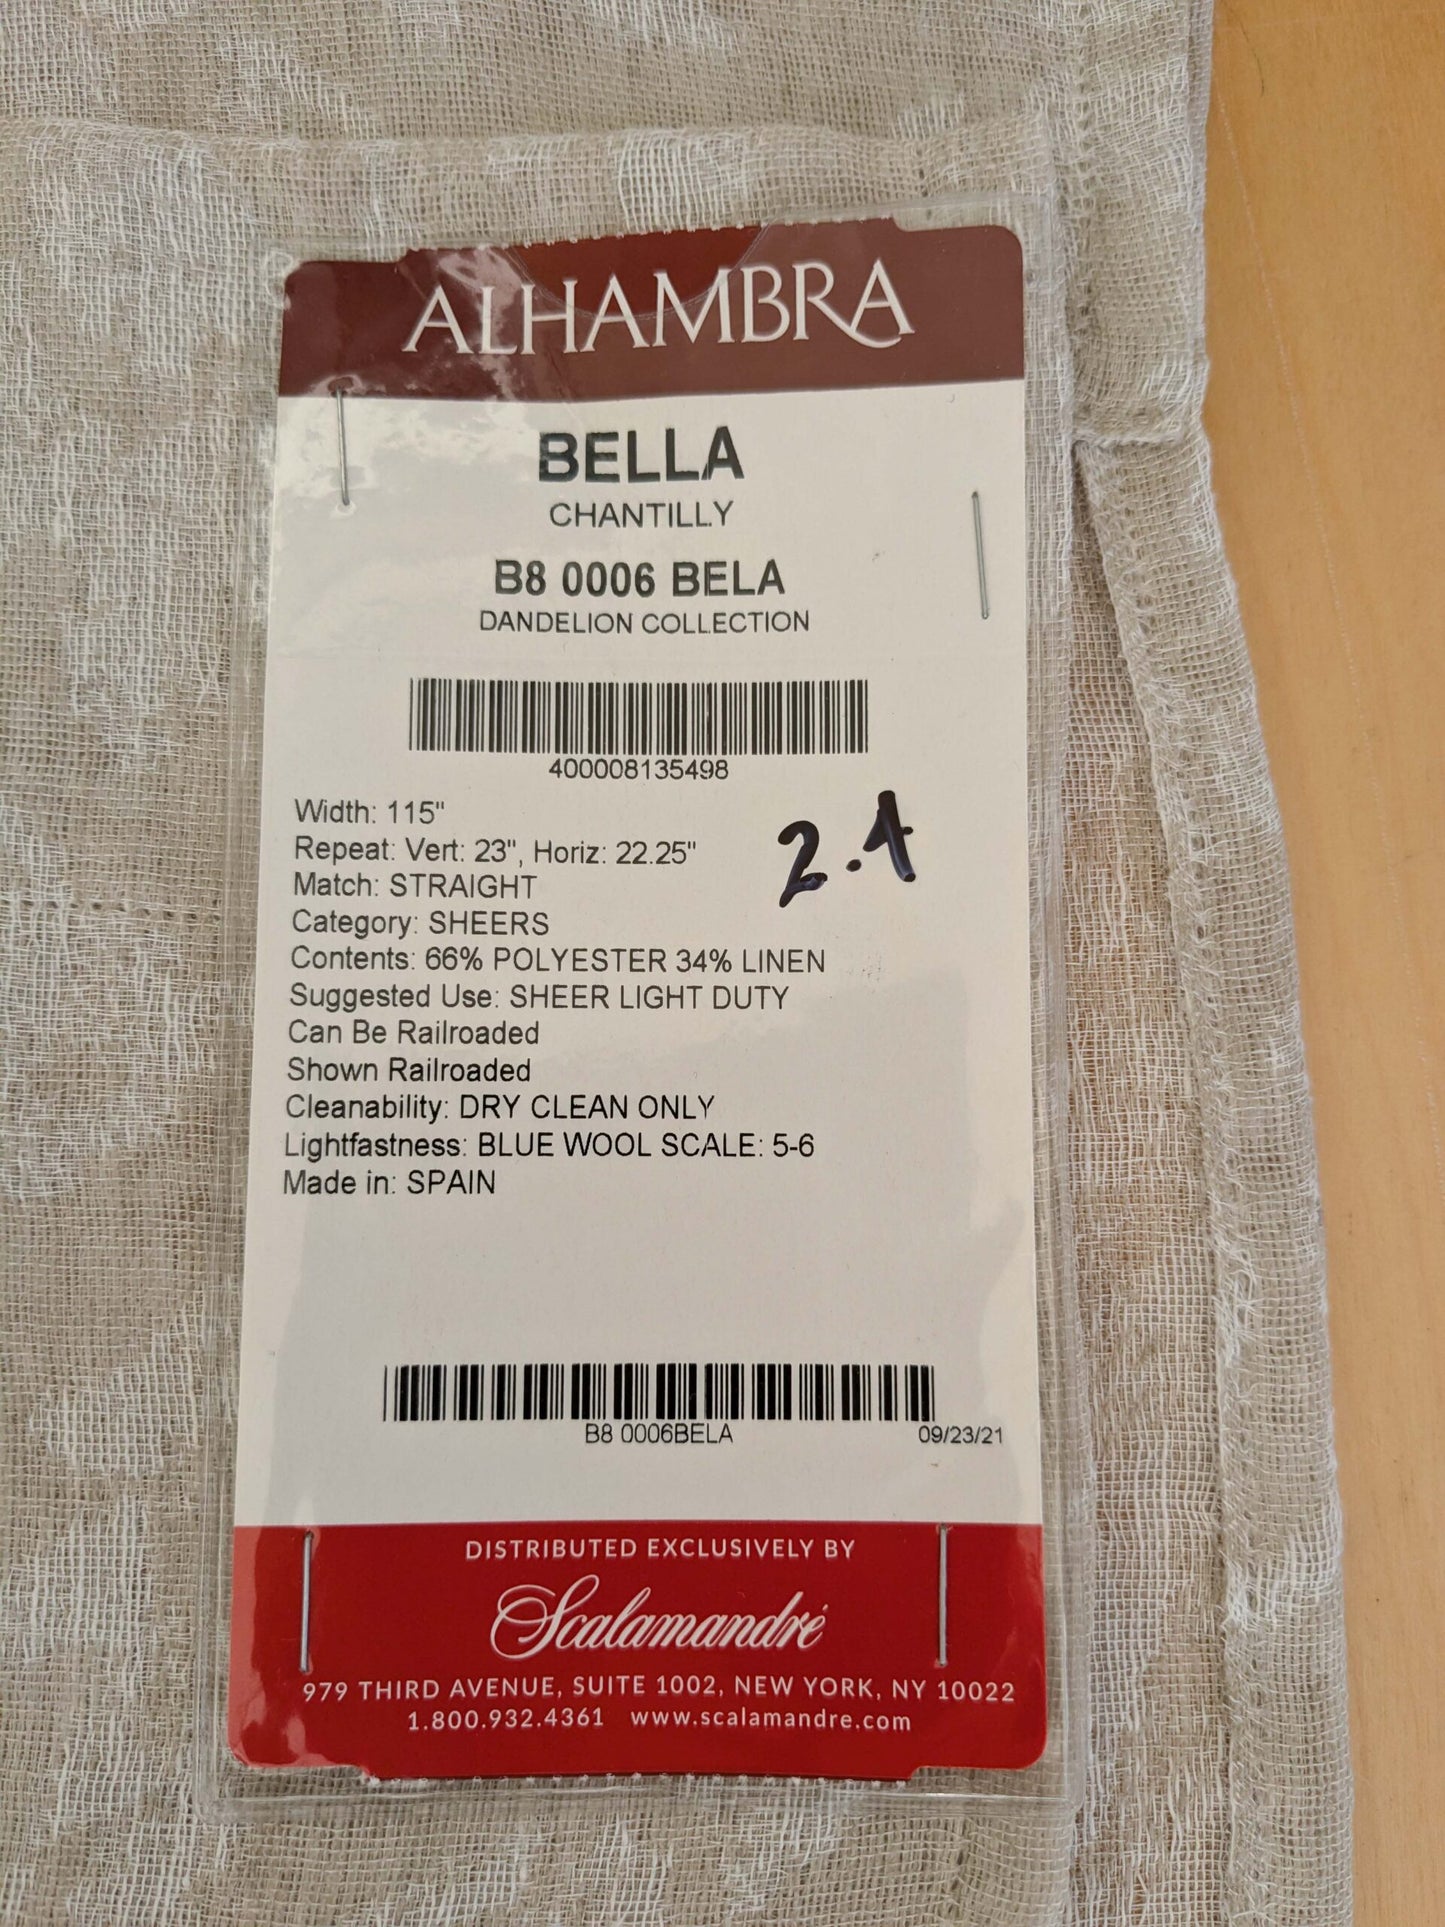 ALHAMBRA
BELLA
CHANTILLY
B8 0006 BELA
DANDELION COLLECTION
400008135498
Width: 115"
Repeat: Vert: 23", Horiz: 22.25"
2.1
Match: STRAIGHT
Category: SHEERS
Contents: 66% POLYESTER 34% LINEN
Suggested Use: SHEER LIGHT DUTY
Can Be Railroaded
Shown Railroaded
Cleanability: DRY CLEAN ONLY
Lightfastness: BLUE WOOL SCALE: 5-6
Made in: SPAIN
B8 0006BELA 09/23/21
DISTRIBUTED EXCLUSIVELY BY
Scalamandré
979 THIRD AVENUE, SUITE 1002, NEW YORK, NY 10022
1.800.932.4361 www.scalamandre.com